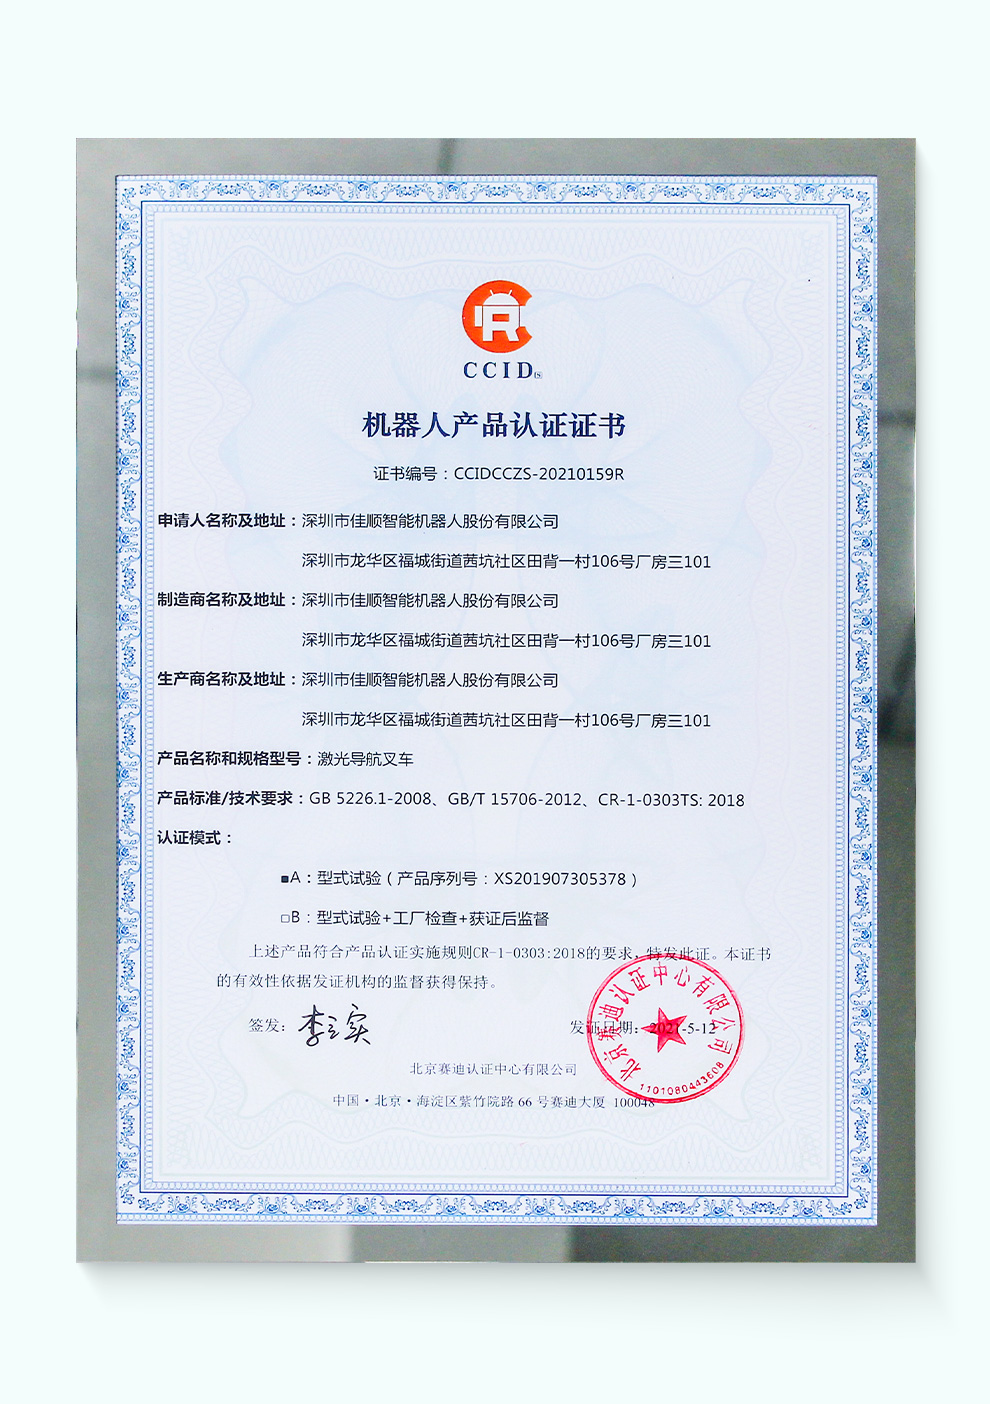 R
CCID
机器人产品认证证书
证书编号：CCIDCCZS-20210159R
申请人名称及地址：深圳市佳顺智能机器人股份有限公司
深圳市龙华区福城街道茜坑社区田背一村106号厂房三101
制造商名称及地址：深圳市佳顺智能机器人股份有限公司
深圳市龙华区福城街道茜坑社区田背一村106号厂房三101
生产商名称及地址：深圳市佳顺智能机器人股份有限公司
深圳市龙华区福城街道茜坑社区田背一村106号厂房三101
产品名称和规格型号：激光导航叉车
产品标准/技术要求：GB 5226.1-2008、GB/T 15706-2012、CR-1-0303TS: 2018
认证模式：
■A：型式试验（产品序列号：XS201907305378）
□B：型式试验+工厂检查+获证后监督
上述产品符合产品认证实施规则CR-1-0303:2018的要求，特发此证。本证书
的有效性依据发证机构的监督获得保持。
签发：李立实
发证日期：2021-5-12
北京赛迪认证中心有限公司
1101080443608
北京赛迪认证中心有限公司
中国·北京·海淀区紫竹院路 66 号赛迪大厦 100048